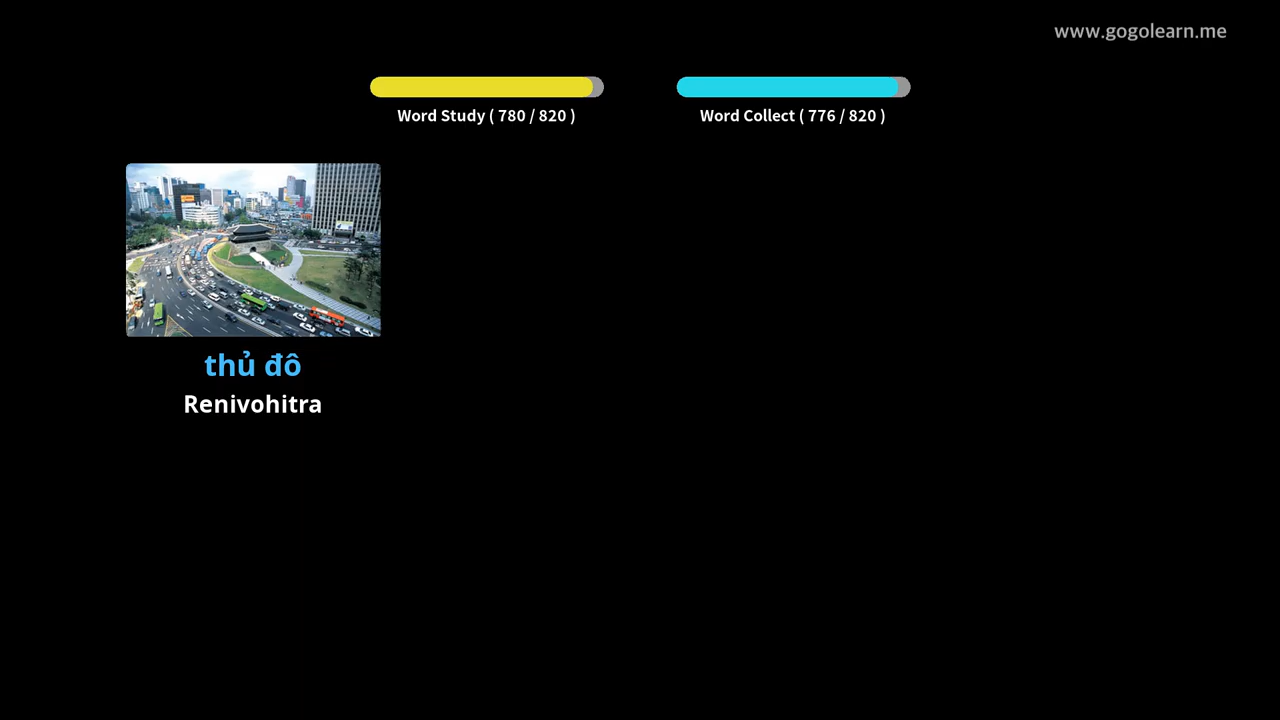 www.gogolearn.me
Word Study ( 780 / 820 )
Word Collect ( 776 / 820 )
thủ đô
Renivohitra